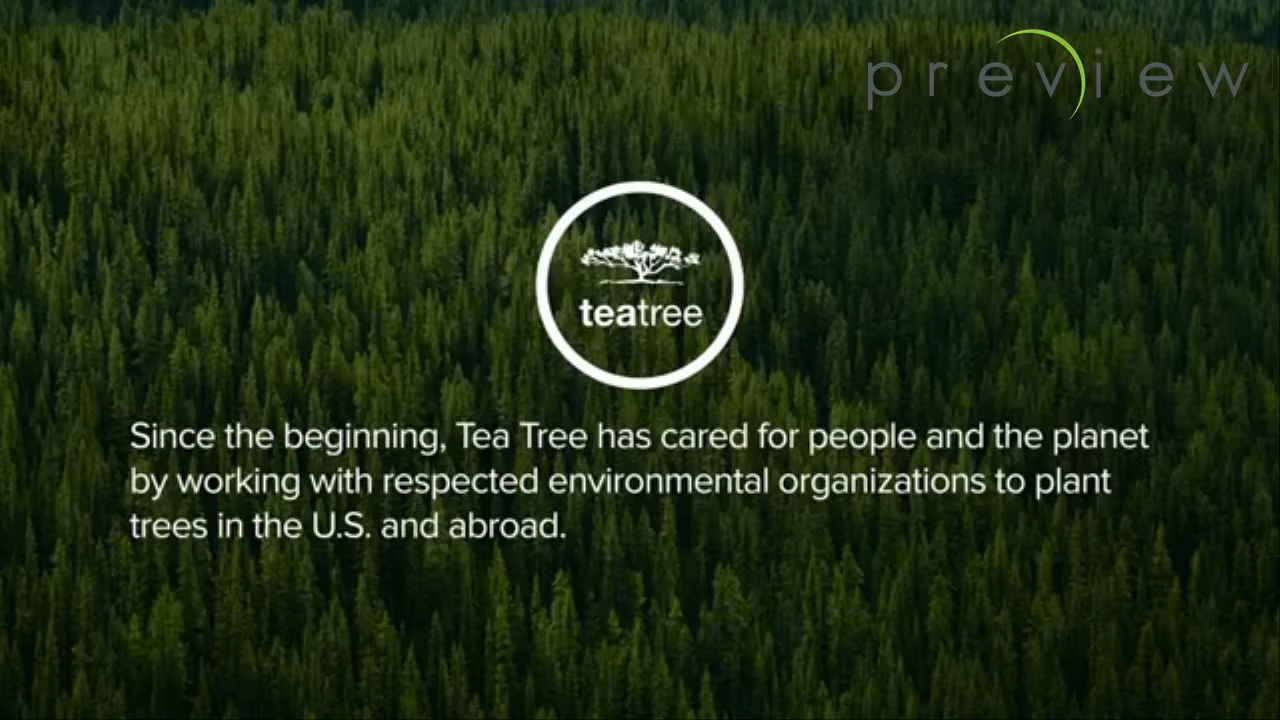 preview
teatree
Since the beginning, Tea Tree has cared for people and the planet
by working with respected environmental organizations to plant
trees in the U.S. and abroad.